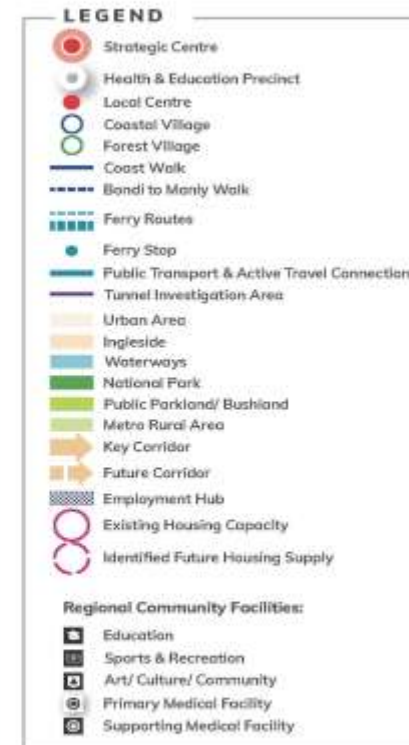 LEGEND
Strategic Centre
Health & Education Precinct
Local Centre
Coastal Village
Forest Village
Coast Walk
Bondi to Manly Walk
Ferry Routes
Ferry Stop
Public Transport & Active Travel Connection
Tunnel Investigation Area
Urban Area
Ingleside
Waterways
National Park
Public Parkland/ Bushland
Metro Rural Area
Key Corridor
Future Corridor
Employment Hub
Existing Housing Capacity
Identified Future Housing Supply
Regional Community Facilities:
Education
Sports & Recreation
Art/ Culture/ Community
Primary Medical Facility
Supporting Medical Facility